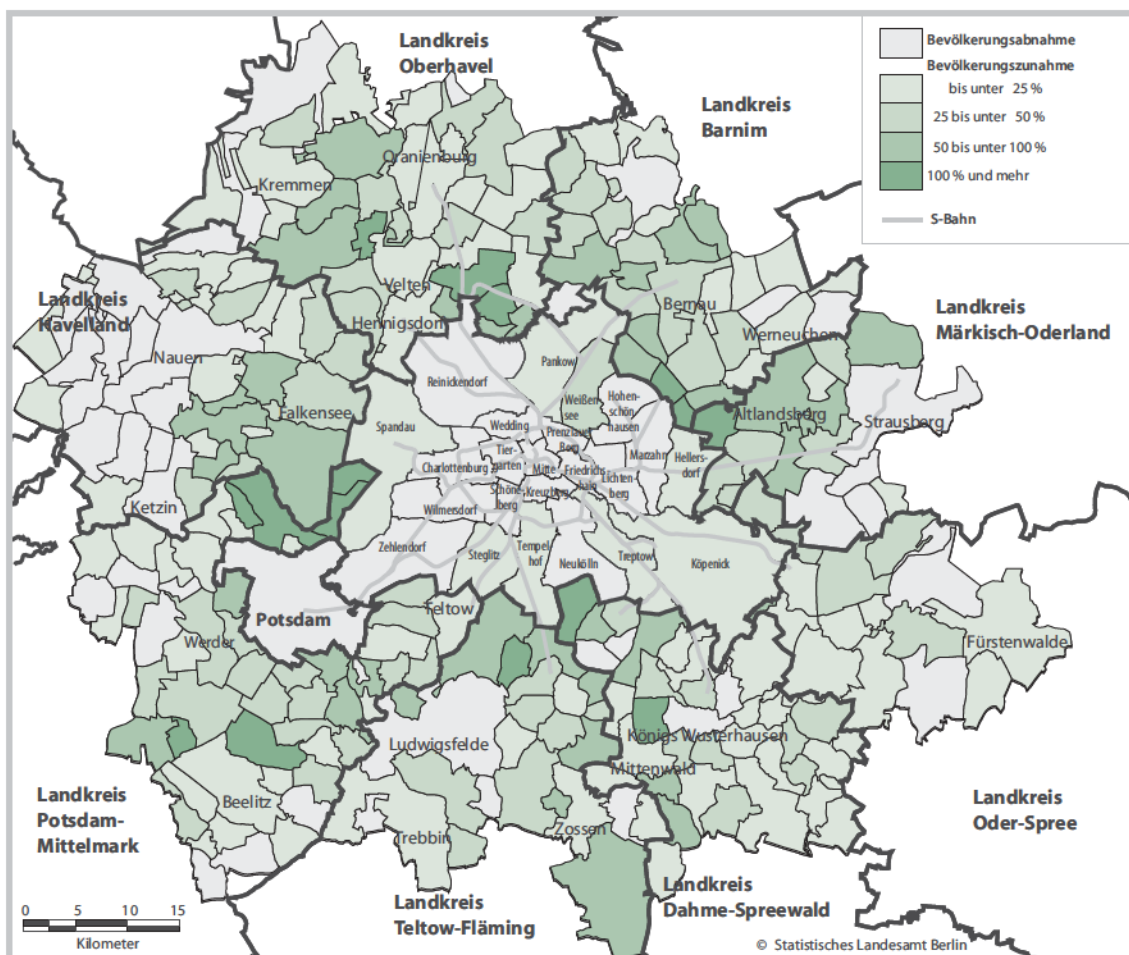 Landkreis
Oberhavel
Landkreis
Barnim
Bevölkerungsabnahme
Bevölkerungszunahme
bis unter 25 %
25 bis unter 50 %
50 bis unter 100 %
100 % und mehr
S-Bahn
Oranienburg
Kremmen
Velten
Hennigsdorf
Landkreis
Havelland
Nauen
Falkensee
Ketzin
Bernau
Werneuchen
Landkreis
Märkisch-Oderland
Altlandsberg
Strausberg
Pankow
Reinickendorf
Weißen-
see
Hohen-
schön
hausen
Spandau
Wedding
Prenzlauer
Berg
Marzahn
Hellers-
dorf
Tier-
garten
Charlottenburg
Mitte
Friedrichs
hain
Lichten-
berg
Schöne-
berg
Kreuzberg
Wilmersdorf
Zehlendorf
Steglitz
Tempel-
hof
Neukölln
Treptow
Köpenick
Potsdam
Teltow
Werder
Fürstenwalde
Ludwigsfelde
Königs Wusterhausen
Mittenwald
Beelitz
Trebbin
Zossen
Landkreis
Potsdam-
Mittelmark
Landkreis
Oder-Spree
Landkreis
Teltow-Fläming
Landkreis
Dahme-Spreewald
0 5 10 15
Kilometer
© Statistisches Landesamt Berlin